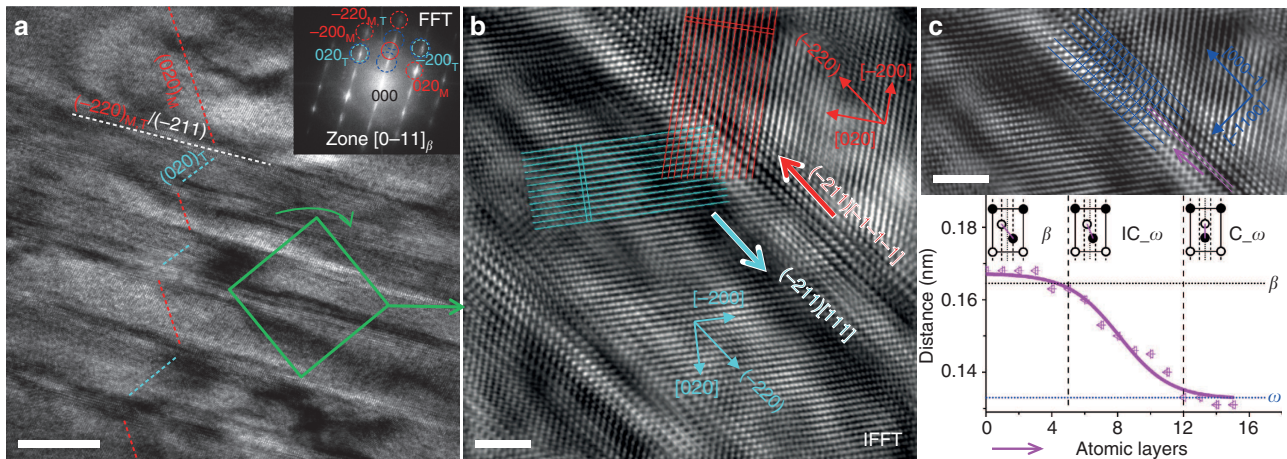 a
FFT
−220M,T
−200M
020T
−200T
020M
000
Zone [0–11]β
(020)M
(−220)M,T/(−211)
(020)T
b
(−220)
[−200]
[020]
(−211)[−1−1−1]
(−211)[111]
[−200]
[020]
(−220)
IFFT
c
β
IC_ω
C_ω
0.18
0.16
0.14
Distance (nm)
β
ω
0
4
8
12
16
Atomic layers